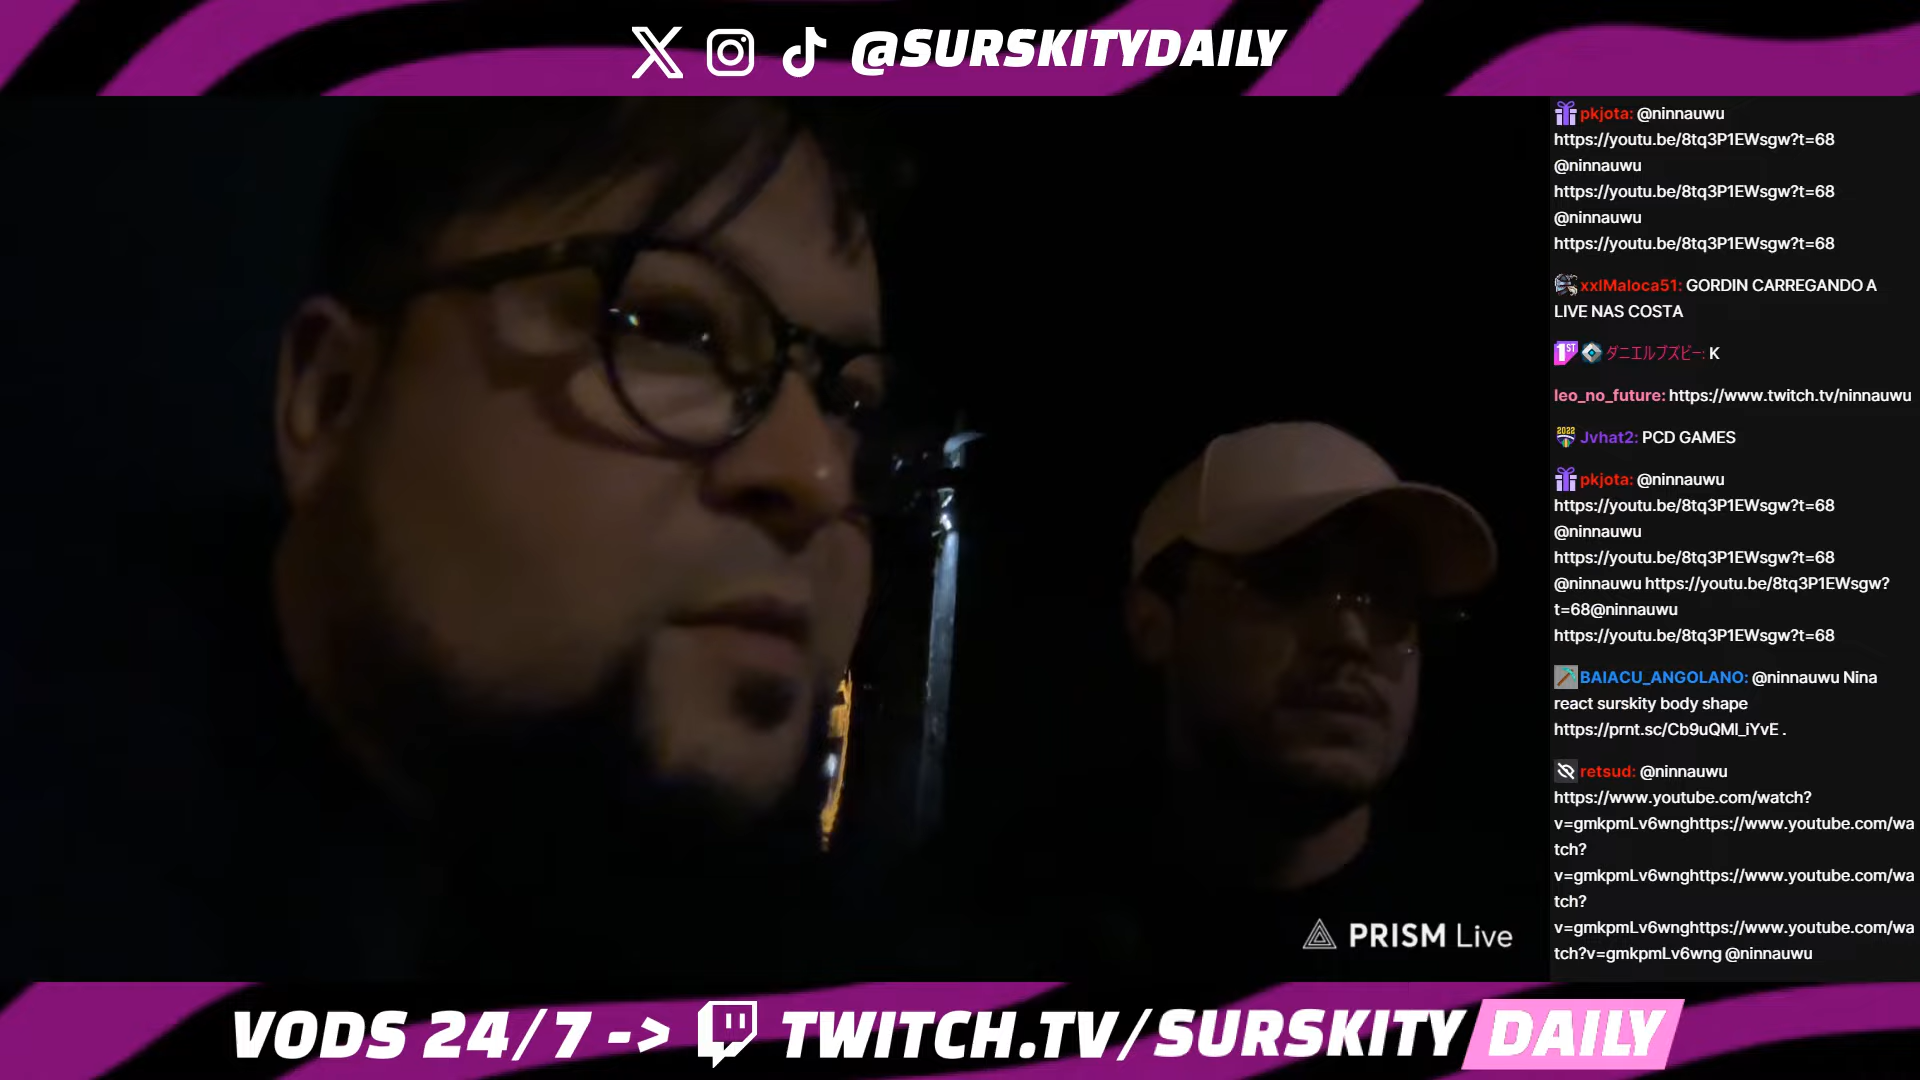 @SURSKITYDAILY
pkjota: @ninnauwu
https://youtu.be/8tq3P1EWsgw?t=68
@ninnauwu
https://youtu.be/8tq3P1EWsgw?t=68
@ninnauwu
https://youtu.be/8tq3P1EWsgw?t=68
xxlMaloca51: GORDIN CARREGANDO A
LIVE NAS COSTA
1ST ダニエルブズビー: K
leo_no_future: https://www.twitch.tv/ninnauwu
2022 Jvhat2: PCD GAMES
pkjota: @ninnauwu
https://youtu.be/8tq3P1EWsgw?t=68
@ninnauwu
https://youtu.be/8tq3P1EWsgw?t=68
@ninnauwu https://youtu.be/8tq3P1EWsgw?
t=68@ninnauwu
https://youtu.be/8tq3P1EWsgw?t=68
BAIACU_ANGOLANO: @ninnauwu Nina
react surskity body shape
https://prnt.sc/Cb9uQMl_iYvE .
retsud: @ninnauwu
https://www.youtube.com/watch?
v=gmkpmLv6wnghttps://www.youtube.com/wa
tch?
v=gmkpmLv6wnghttps://www.youtube.com/wa
tch?
v=gmkpmLv6wnghttps://www.youtube.com/wa
tch?v=gmkpmLv6wng @ninnauwu
PRISM Live
VODS 24/7 -> TWITCH.TV/SURSKITY DAILY